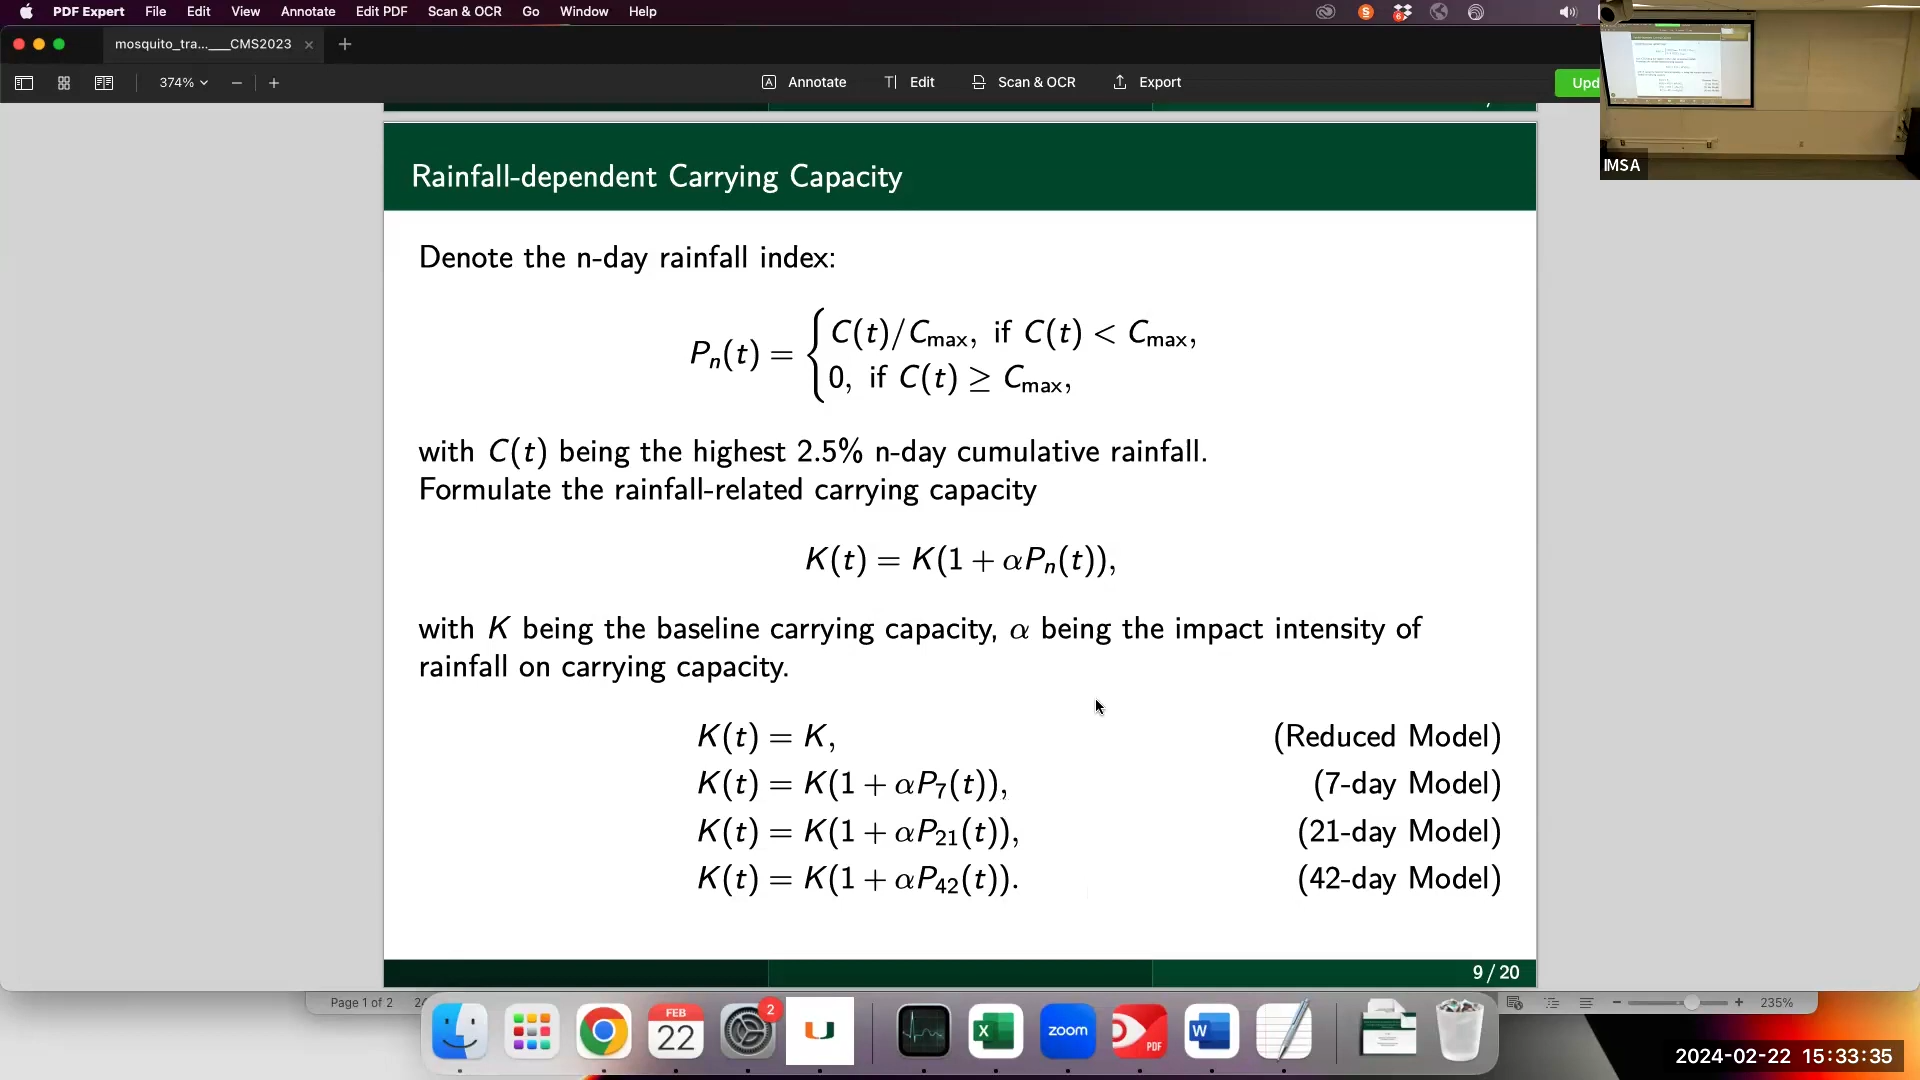 PDF Expert File Edit View Annotate Edit PDF Scan & OCR Go Window Help
mosquito_tra...___CMS2023
374%
Annotate Edit Scan & OCR Export Upd
IMSA
Rainfall-dependent Carrying Capacity
Denote the n-day rainfall index:
Pₙ(t) = { C(t)/C_max, if C(t) < C_max,
0, if C(t) ≥ C_max,
with C(t) being the highest 2.5% n-day cumulative rainfall.
Formulate the rainfall-related carrying capacity
K(t) = K(1 + αPₙ(t)),
with K being the baseline carrying capacity, α being the impact intensity of
rainfall on carrying capacity.
K(t) = K, (Reduced Model)
K(t) = K(1 + αP₇(t)), (7-day Model)
K(t) = K(1 + αP₂₁(t)), (21-day Model)
K(t) = K(1 + αP₄₂(t)). (42-day Model)
9 / 20
Page 1 of 2
235%
FEB
22
2
U
X
zoom
PDF
W
2024-02-22 15:33:35